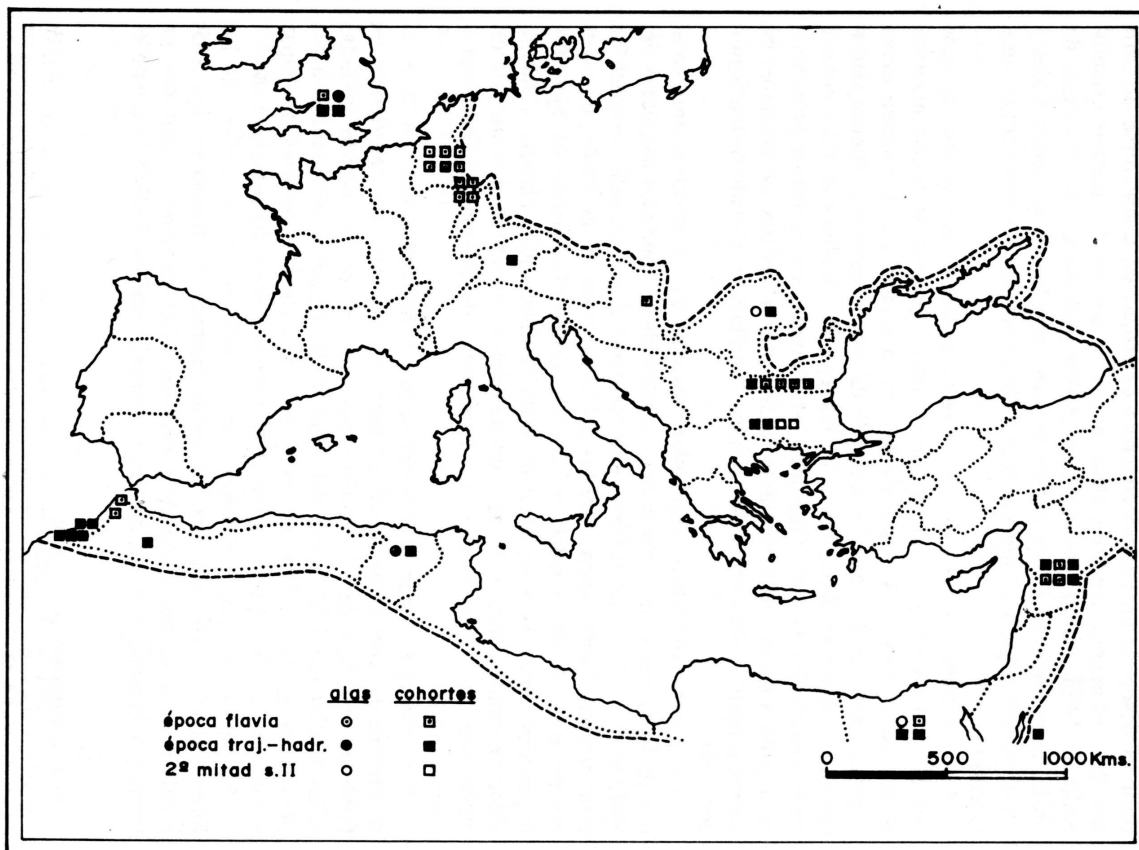 alas cohortes
época flavia
época traj.-hadr.
2ª mitad s.II
0 500 1000 Kms.